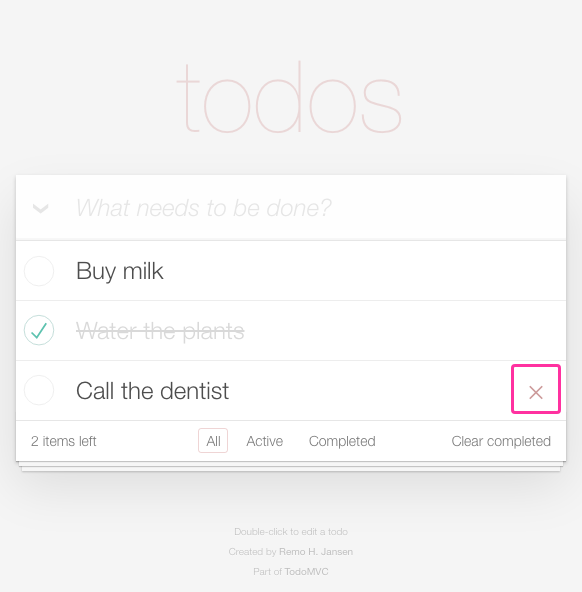 todos
What needs to be done?
Buy milk
Water the plants
Call the dentist
2 items left All Active Completed Clear completed
Double-click to edit a todo
Created by Remo H. Jansen
Part of TodoMVC